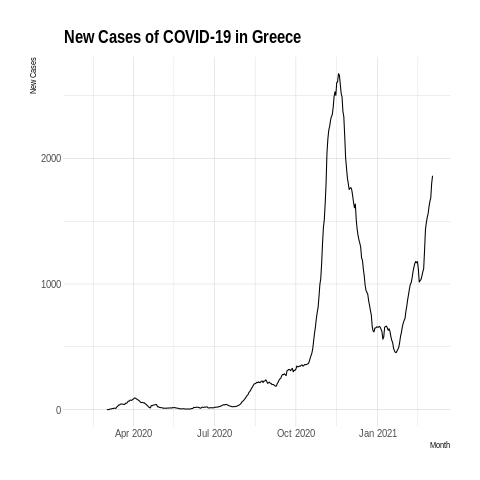 New Cases of COVID-19 in Greece
New Cases
2000
1000
0
Apr 2020
Jul 2020
Oct 2020
Jan 2021
Month